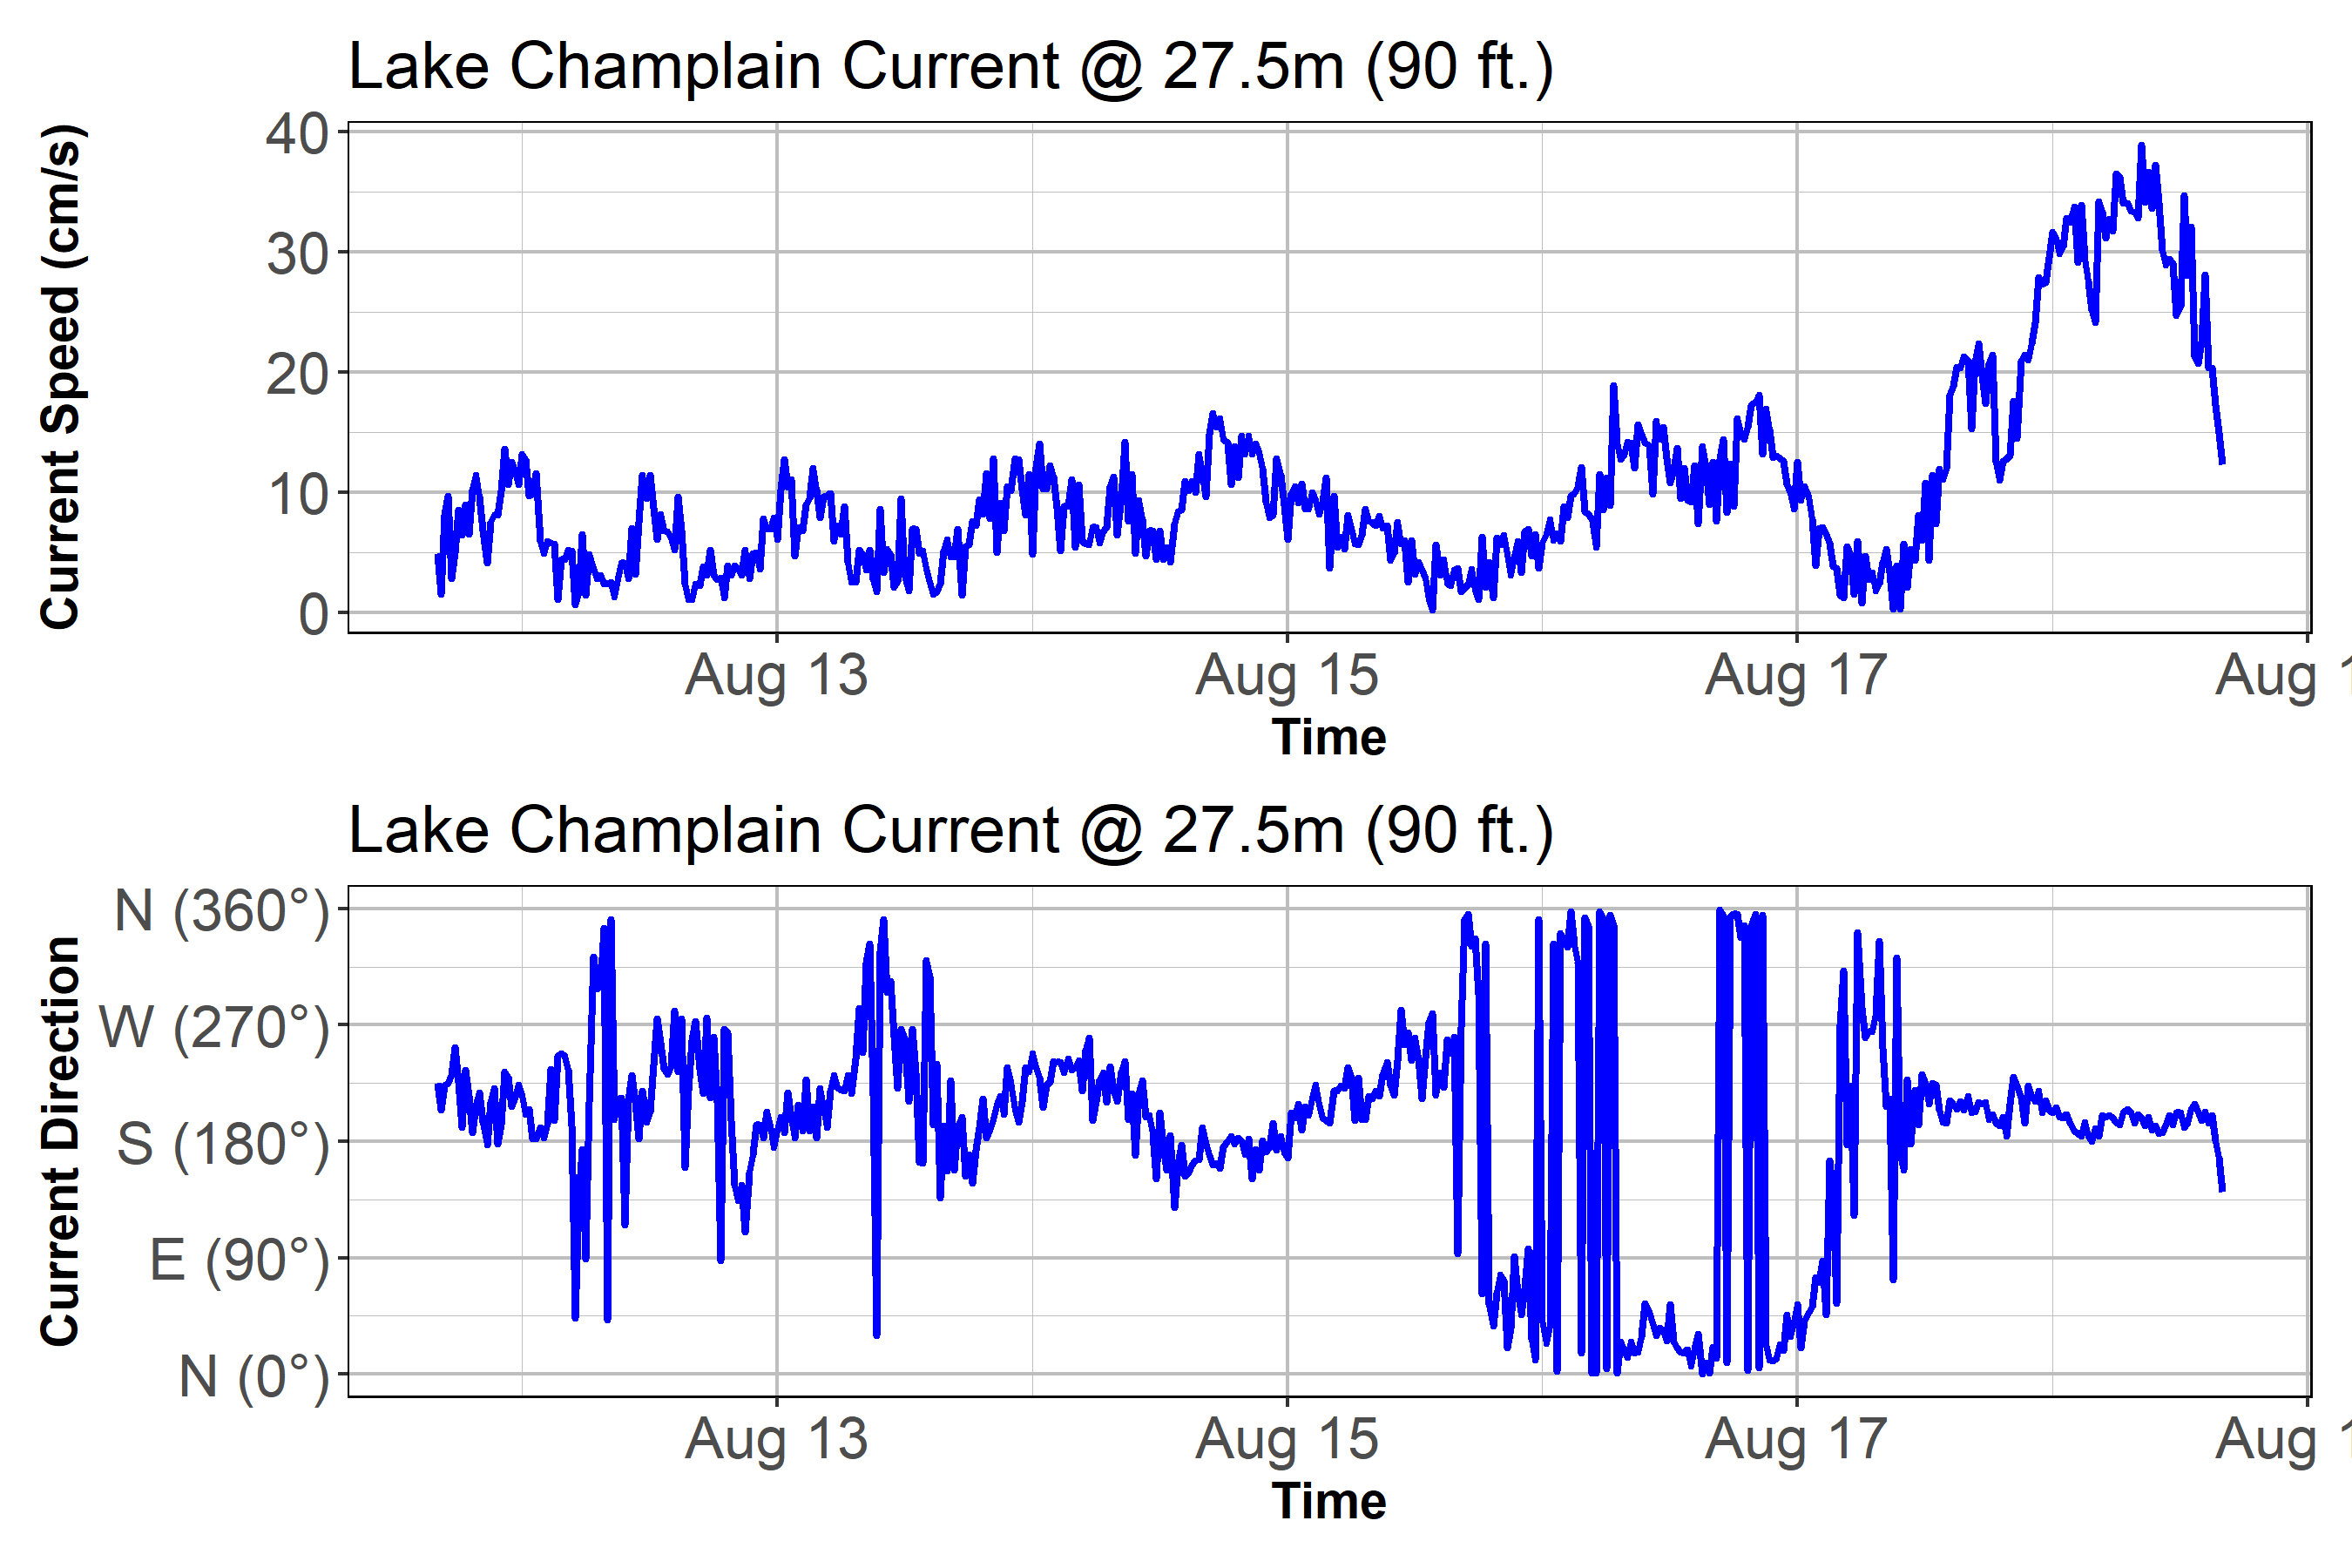 Lake Champlain Current @ 27.5m (90 ft.)
Current Speed (cm/s)
40
30
20
10
0
Aug 13 Aug 15 Aug 17 Aug 1
Time
Lake Champlain Current @ 27.5m (90 ft.)
Current Direction
N (360°)
W (270°)
S (180°)
E (90°)
N (0°)
Aug 13 Aug 15 Aug 17 Aug 1
Time